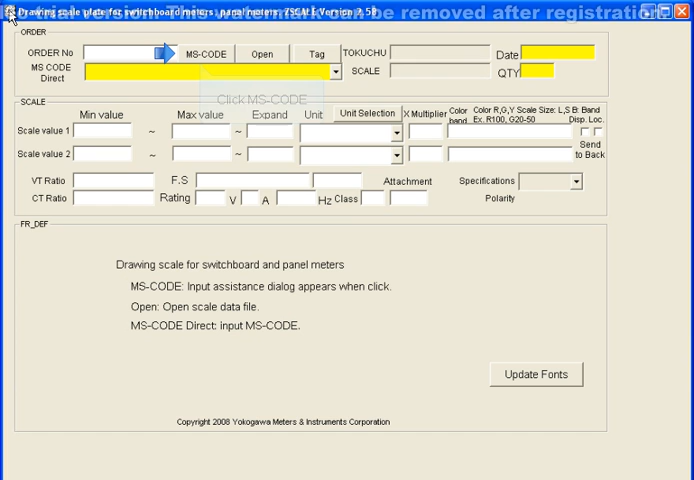 Drawing scale plate for switchboard meters, panel meters. ZSCALE Version 2.58
be removed after registration
ORDER
ORDER No MS-CODE Open Tag TOKUCHU Date
MS CODE Direct SCALE QTY
Click MS-CODE
SCALE
Min value Max value Expand Unit Unit Selection X Multiplier Color band Color R,G,Y Scale Size: L,S B: Band Ex. R100, G20-50 Disp. Loc.
Scale value 1 ~ ~
Scale value 2 ~ ~ Send to Back
VT Ratio F.S Attachment Specifications
CT Ratio Rating V A Hz Class Polarity
FR_DEF
Drawing scale for switchboard and panel meters
MS-CODE: Input assistance dialog appears when click.
Open: Open scale data file.
MS-CODE Direct: input MS-CODE.
Update Fonts
Copyright 2008 Yokogawa Meters & Instruments Corporation